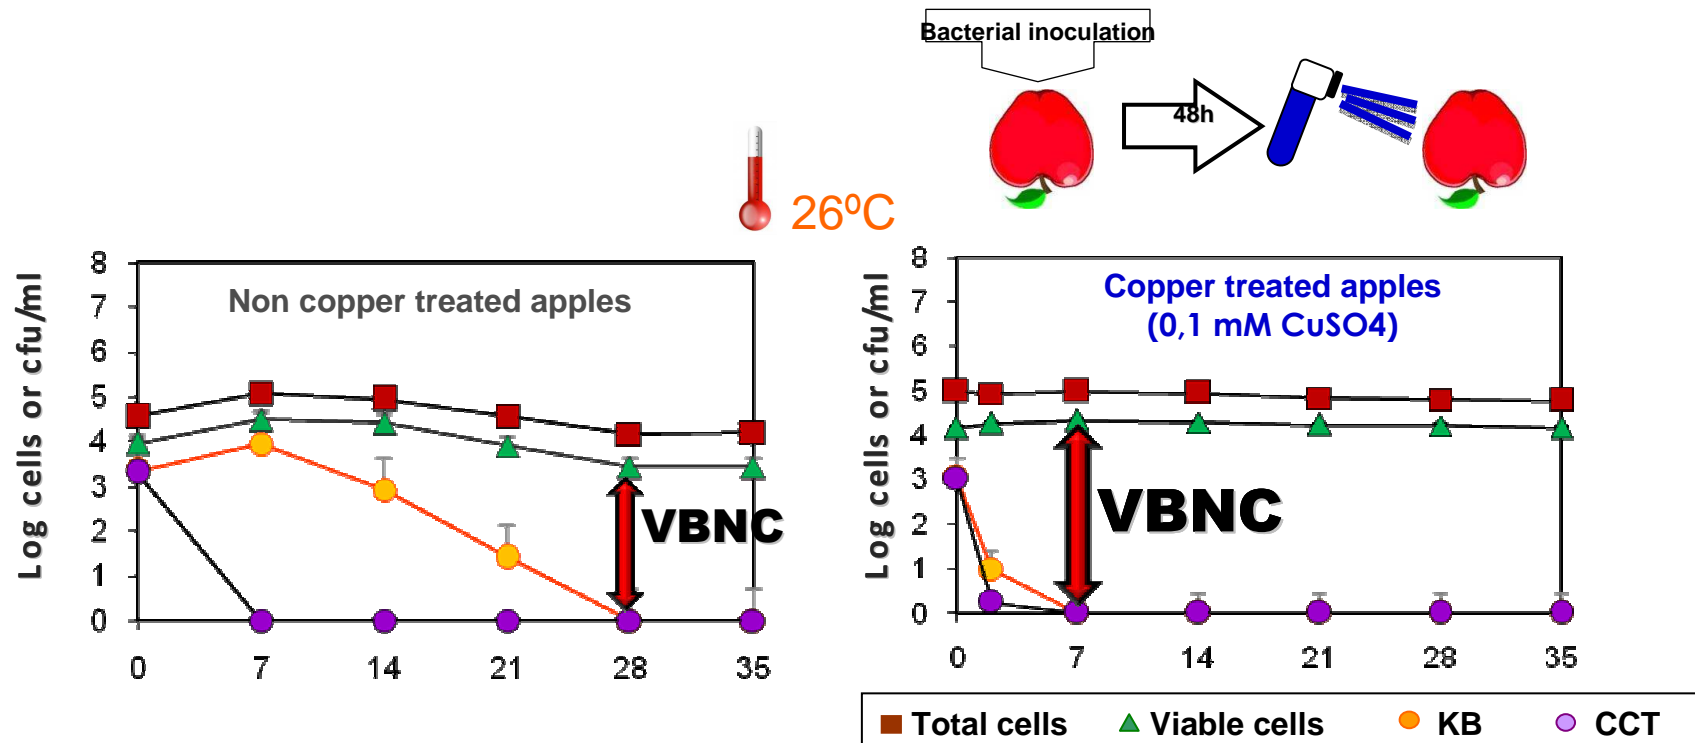 Bacterial inoculation
48h
26ºC
Log cells or cfu/ml
8
7
6
5
4
3
2
1
0
Non copper treated apples
VBNC
0 7 14 21 28 35
Log cells or cfu/ml
8
7
6
5
4
3
2
1
0
Copper treated apples
(0,1 mM CuSO4)
VBNC
0 7 14 21 28 35
Total cells Viable cells KB CCT